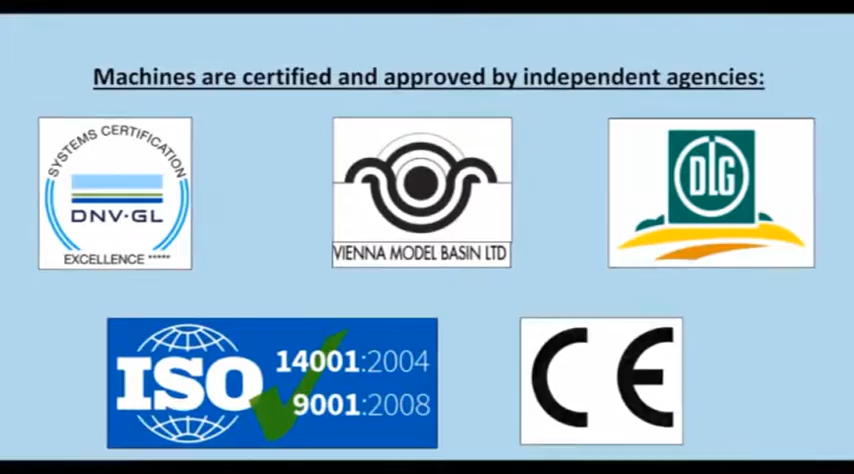 Machines are certified and approved by independent agencies:
SYSTEMS CERTIFICATION
DNV·GL
EXCELLENCE *****
VIENNA MODEL BASIN LTD
DLG
ISO
14001:2004
9001:2008
CE